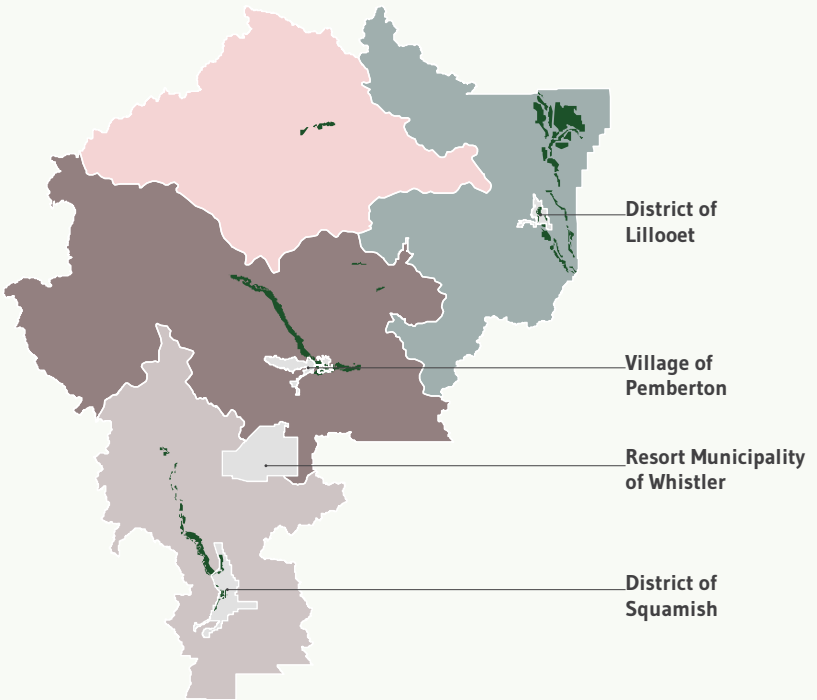 District of
Lillooet
Village of
Pemberton
Resort Municipality
of Whistler
District of
Squamish